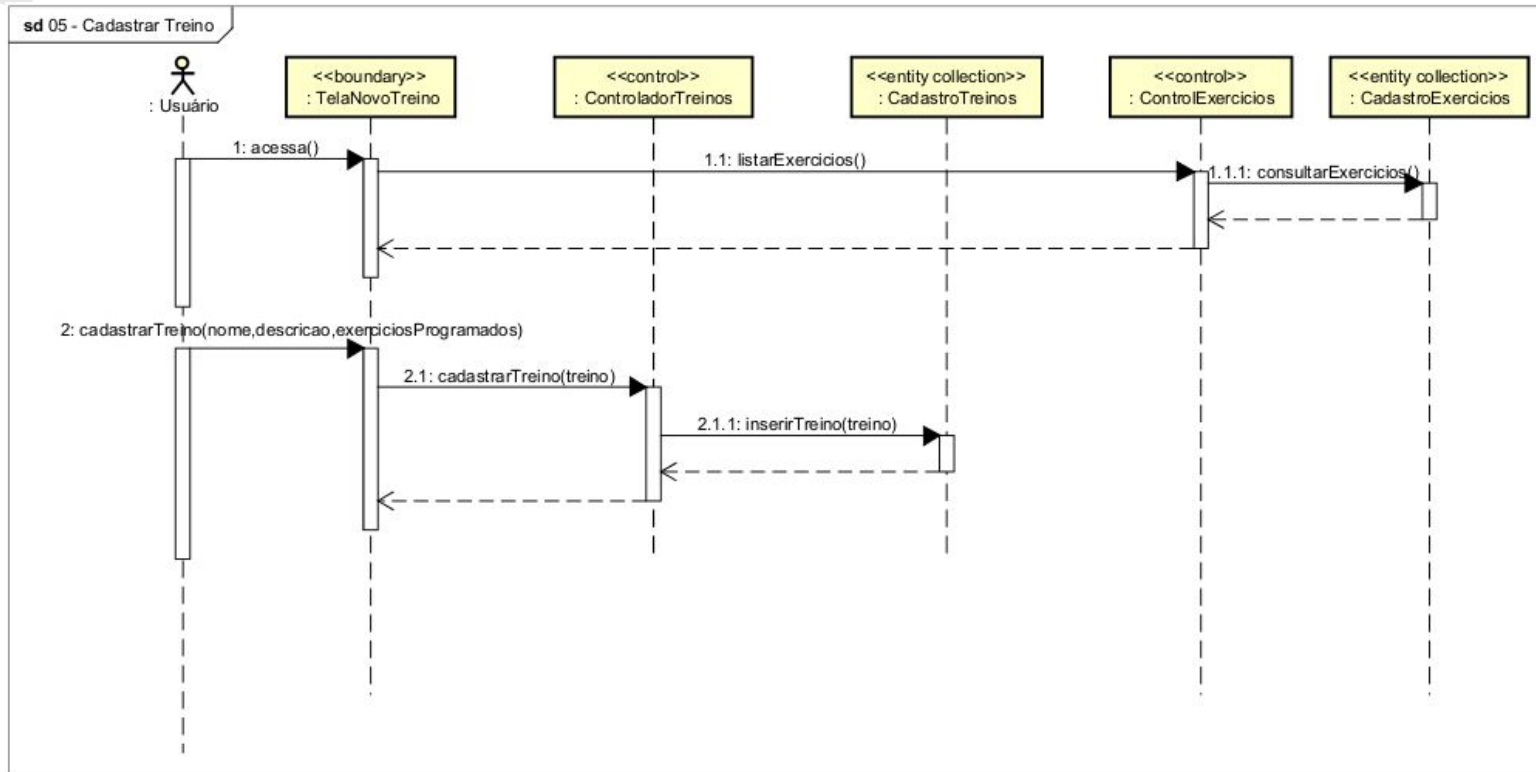 sd 05 - Cadastrar Treino
: Usuário
<<boundary>>
: TelaNovoTreino
<<control>>
: ControladorTreinos
<<entity collection>>
: CadastroTreinos
<<control>>
: ControlExercicios
<<entity collection>>
: CadastroExercicios
1: acessa()
1.1: listarExercicios()
1.1.1: consultarExercicios()
2: cadastrarTreino(nome,descricao,exerciciosProgramados)
2.1: cadastrarTreino(treino)
2.1.1: inserirTreino(treino)